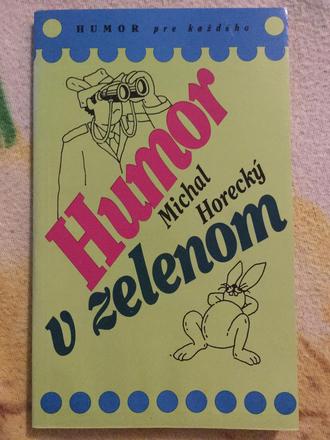 HUMOR pre každého
Humor
Michal
Horecký
v zelenom